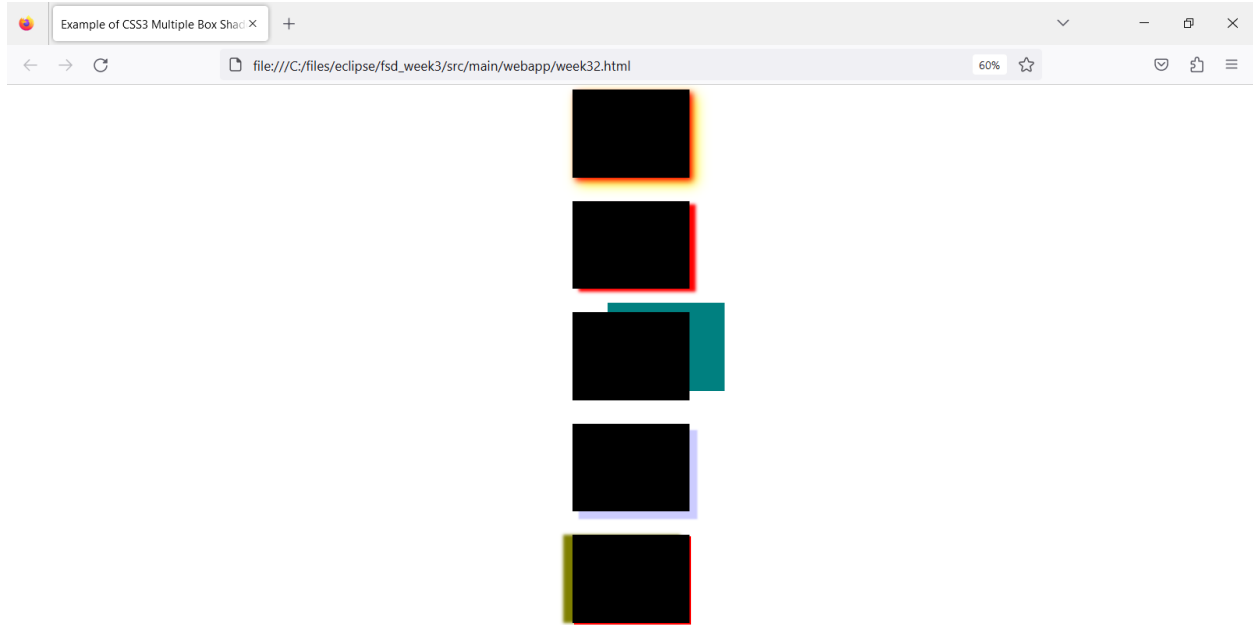 Example of CSS3 Multiple Box Shad
file:///C:/files/eclipse/fsd_week3/src/main/webapp/week32.html
60%